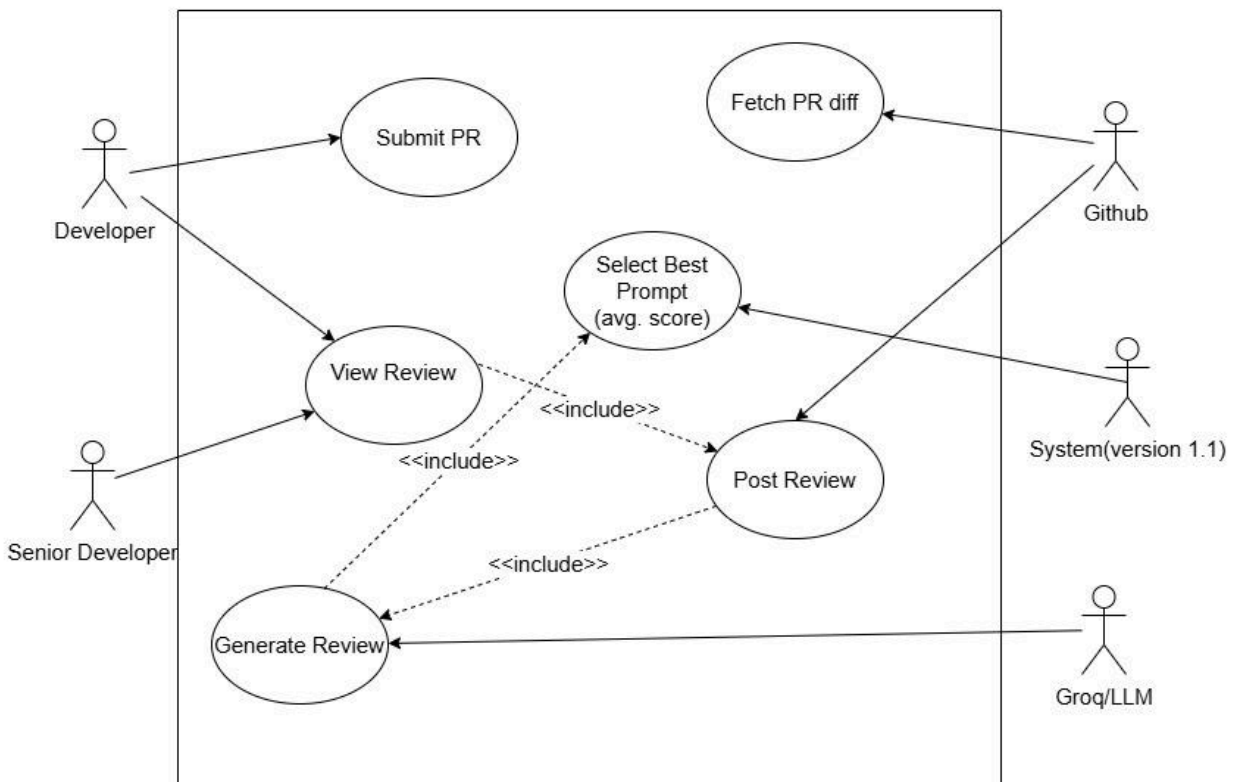 Fetch PR diff
Submit PR
Developer
Github
Select Best
Prompt
(avg. score)
View Review
<<include>>
System(version 1.1)
<<include>>
Post Review
Senior Developer
<<include>>
Generate Review
Groq/LLM